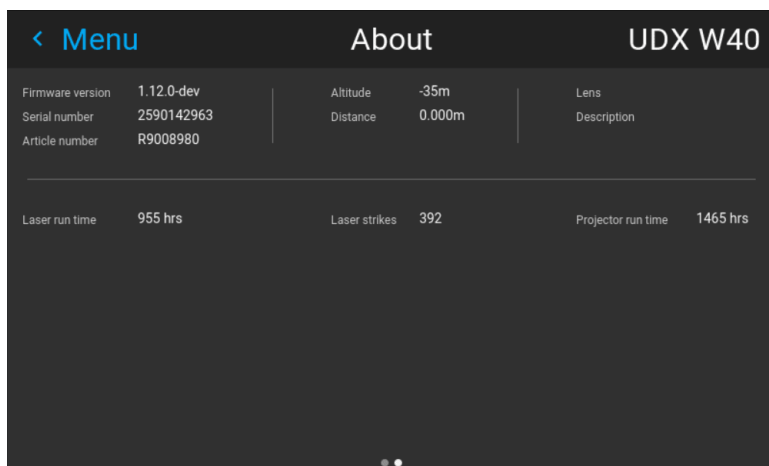 ‹ Menu About UDX W40
Firmware version 1.12.0-dev Altitude -35m Lens
Serial number 2590142963 Distance 0.000m Description
Article number R9008980
Laser run time 955 hrs Laser strikes 392 Projector run time 1465 hrs